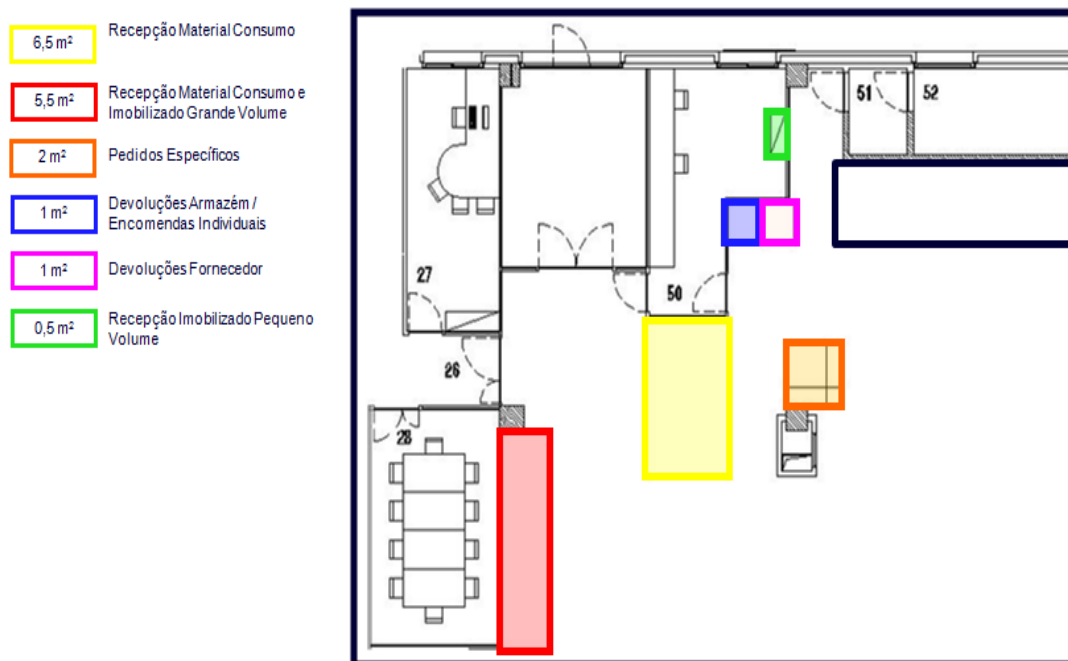 6,5 m²
Recepção Material Consumo
5,5 m²
Recepção Material Consumo e
Imobilizado Grande Volume
2 m²
Pedidos Específicos
1 m²
Devoluções Armazém /
Encomendas Individuais
1 m²
Devoluções Fornecedor
0,5 m²
Recepção Imobilizado Pequeno
Volume
51
52
27
50
26
28